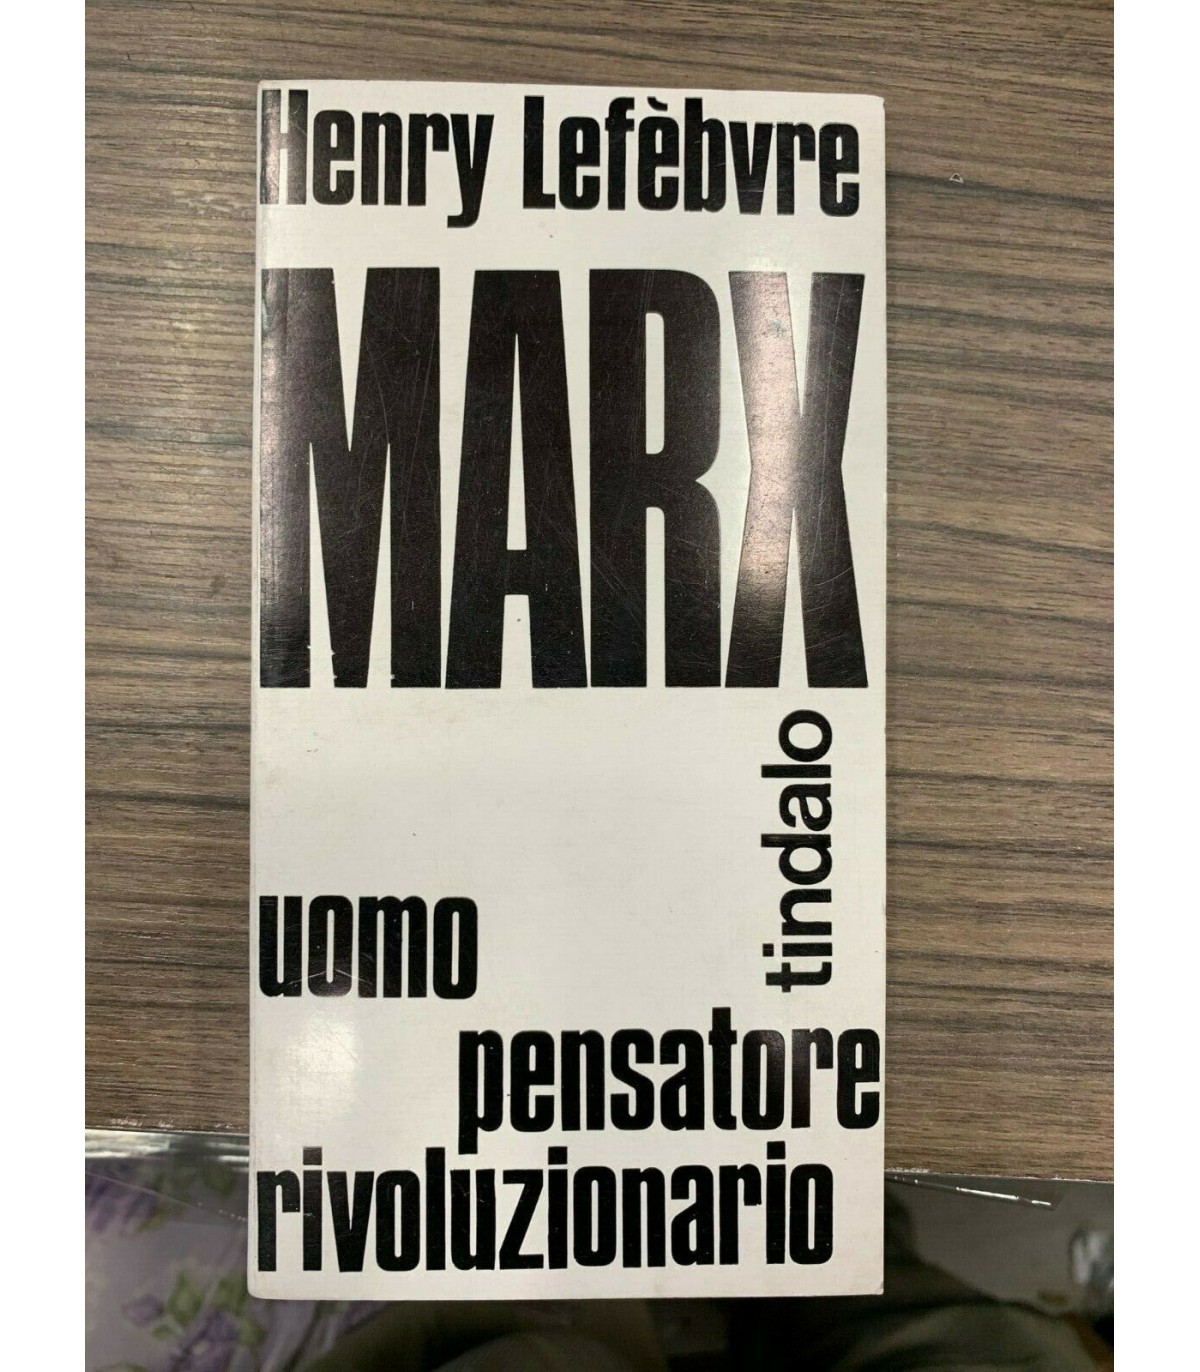 Henry Lefèbvre
MARX
tindalo
uomo
pensatore
rivoluzionario